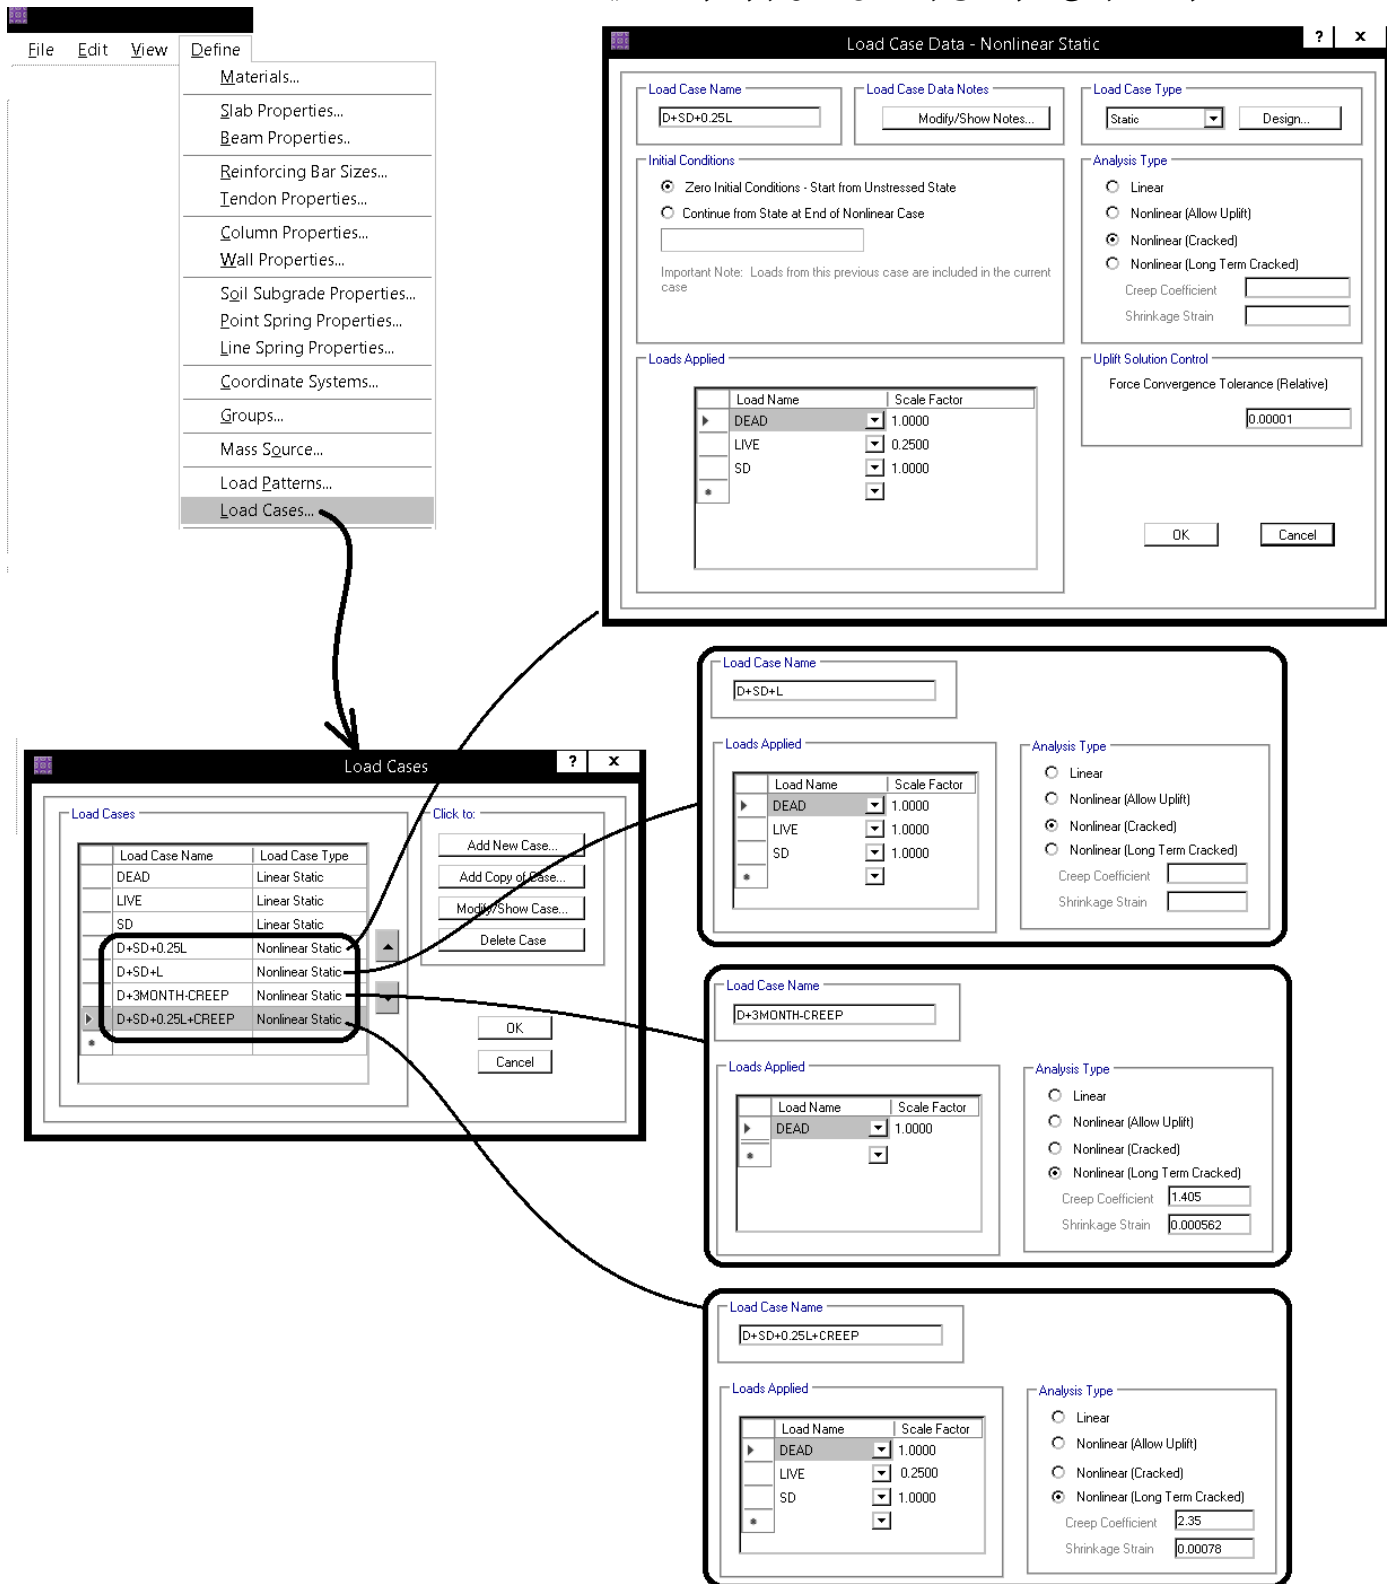 File Edit View Define
Materials...
Slab Properties...
Beam Properties..
Reinforcing Bar Sizes...
Tendon Properties...
Column Properties...
Wall Properties...
Soil Subgrade Properties...
Point Spring Properties...
Line Spring Properties...
Coordinate Systems...
Groups...
Mass Source...
Load Patterns...
Load Cases...
Load Case Data - Nonlinear Static ? x
Load Case Name
D+SD+0.25L
Load Case Data Notes
Modify/Show Notes...
Load Case Type
Static
Design...
Initial Conditions
Zero Initial Conditions - Start from Unstressed State
Continue from State at End of Nonlinear Case
Important Note: Loads from this previous case are included in the current
case
Analysis Type
Linear
Nonlinear (Allow Uplift)
Nonlinear (Cracked)
Nonlinear (Long Term Cracked)
Creep Coefficient
Shrinkage Strain
Loads Applied
Load Name Scale Factor
DEAD 1.0000
LIVE 0.2500
SD 1.0000
Uplift Solution Control
Force Convergence Tolerance (Relative)
0.00001
OK Cancel
Load Cases ? x
Load Cases
Load Case Name Load Case Type
DEAD Linear Static
LIVE Linear Static
SD Linear Static
D+SD+0.25L Nonlinear Static
D+SD+L Nonlinear Static
D+3MONTH-CREEP Nonlinear Static
D+SD+0.25L+CREEP Nonlinear Static
Click to:
Add New Case...
Add Copy of Case...
Modify/Show Case...
Delete Case
OK
Cancel
Load Case Name
D+SD+L
Loads Applied
Load Name Scale Factor
DEAD 1.0000
LIVE 1.0000
SD 1.0000
Analysis Type
Linear
Nonlinear (Allow Uplift)
Nonlinear (Cracked)
Nonlinear (Long Term Cracked)
Creep Coefficient
Shrinkage Strain
Load Case Name
D+3MONTH-CREEP
Loads Applied
Load Name Scale Factor
DEAD 1.0000
Analysis Type
Linear
Nonlinear (Allow Uplift)
Nonlinear (Cracked)
Nonlinear (Long Term Cracked)
Creep Coefficient 1.405
Shrinkage Strain 0.000562
Load Case Name
D+SD+0.25L+CREEP
Loads Applied
Load Name Scale Factor
DEAD 1.0000
LIVE 0.2500
SD 1.0000
Analysis Type
Linear
Nonlinear (Allow Uplift)
Nonlinear (Cracked)
Nonlinear (Long Term Cracked)
Creep Coefficient 2.35
Shrinkage Strain 0.00078